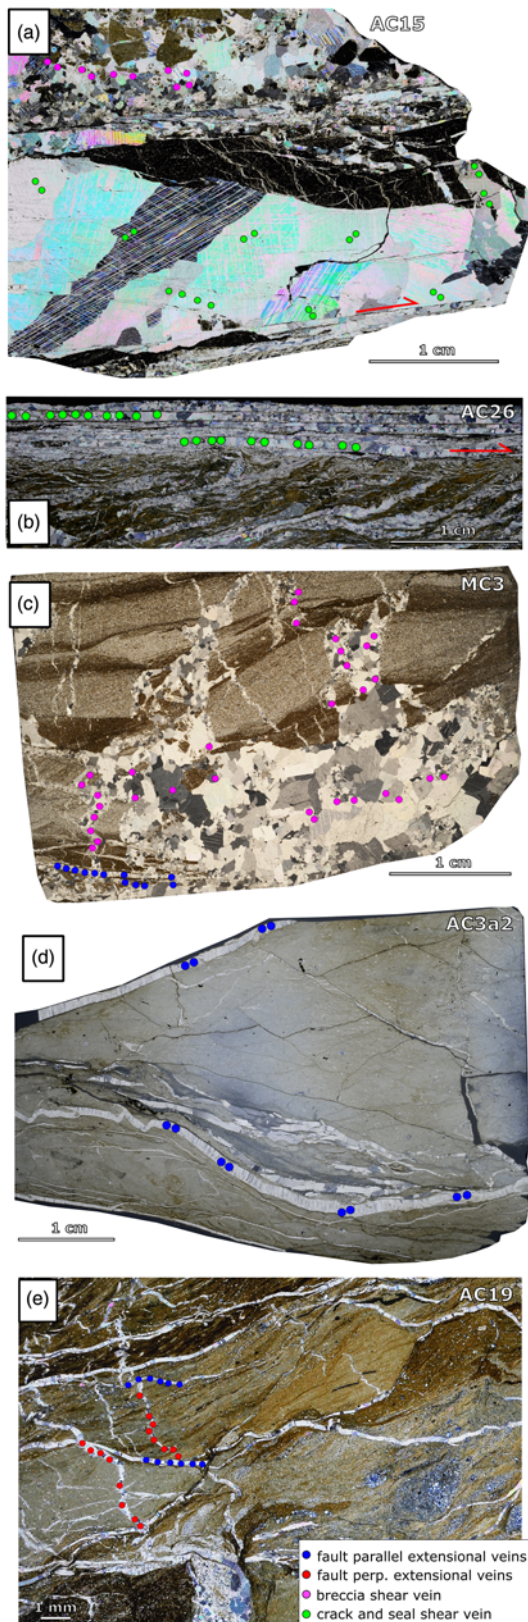 (a)
AC15
1 cm
AC26
(b)
1 cm
(c)
MC3
1 cm
(d)
AC3a2
1 cm
(e)
AC19
fault parallel extensional veins
fault perp. extensional veins
breccia shear vein
crack and seal shear vein
1 mm